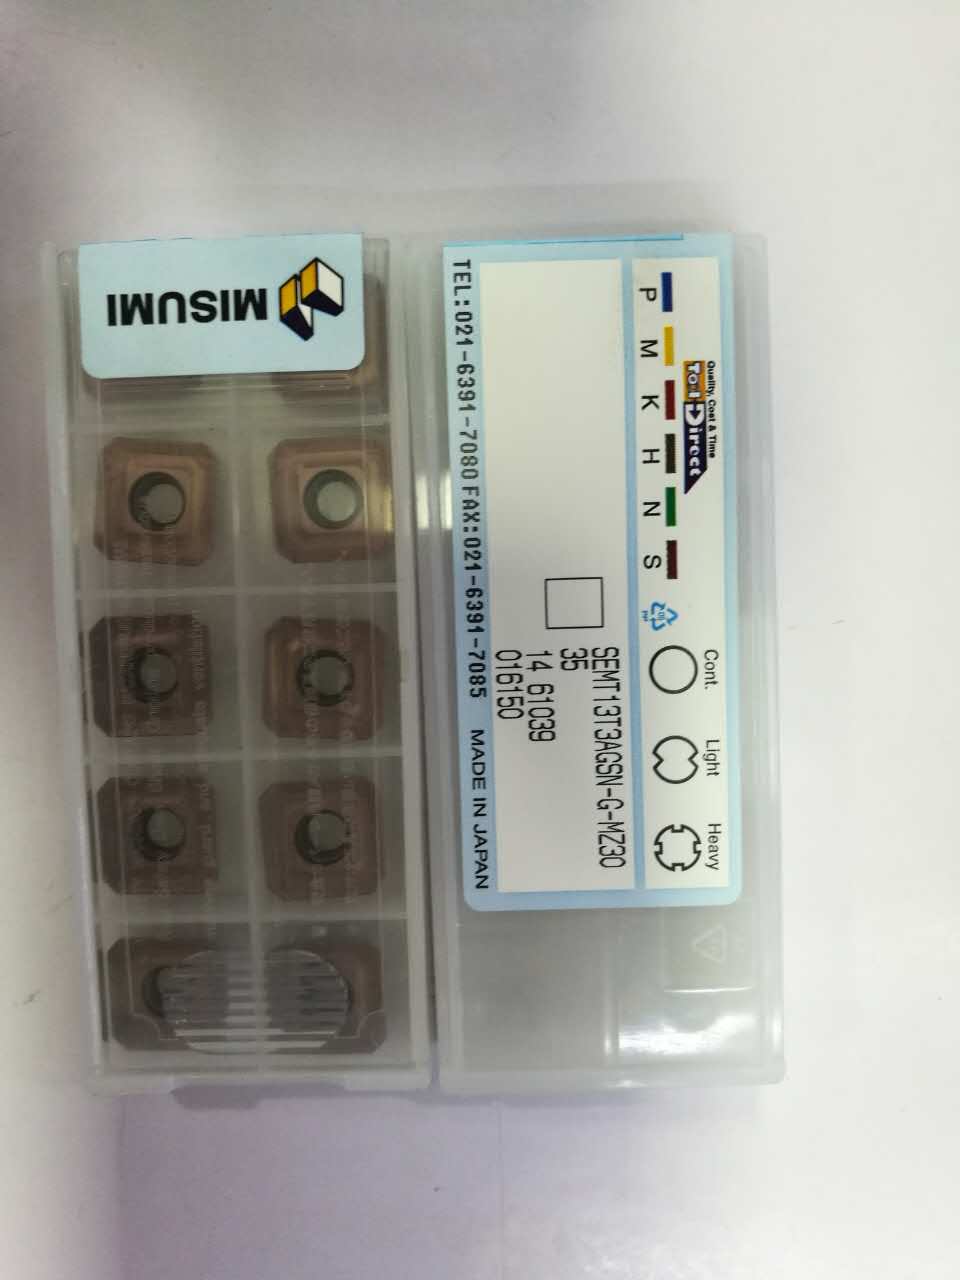 MISUMI
Quality, Cost & Time
Tool Direct
P M K H N S
Cont. Light Heavy
SEMT13T3AGSN-G-MZ30
35
14 61039
016150
TEL:021-6391-7080 FAX:021-6391-7085 MADE IN JAPAN